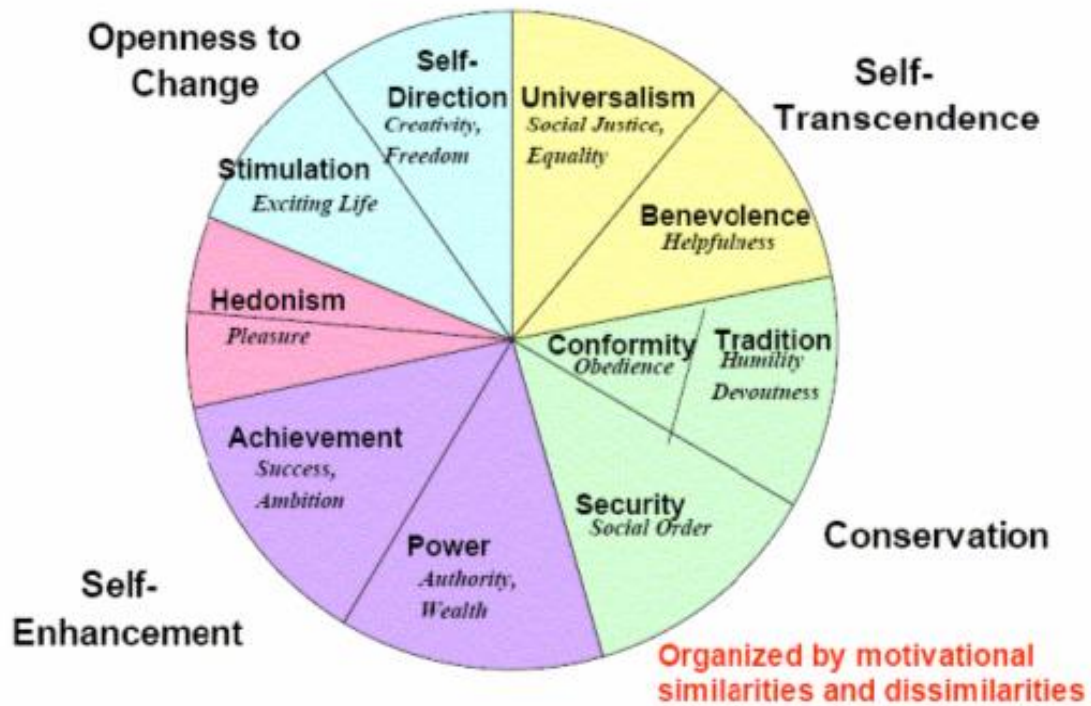 Openness to
Change
Self-
Direction
Creativity,
Freedom
Universalism
Social Justice,
Equality
Self-
Transcendence
Stimulation
Exciting Life
Benevolence
Helpfulness
Hedonism
Pleasure
Conformity
Obedience
Tradition
Humility
Devoutness
Achievement
Success,
Ambition
Security
Social Order
Power
Authority,
Wealth
Conservation
Self-
Enhancement
Organized by motivational
similarities and dissimilarities